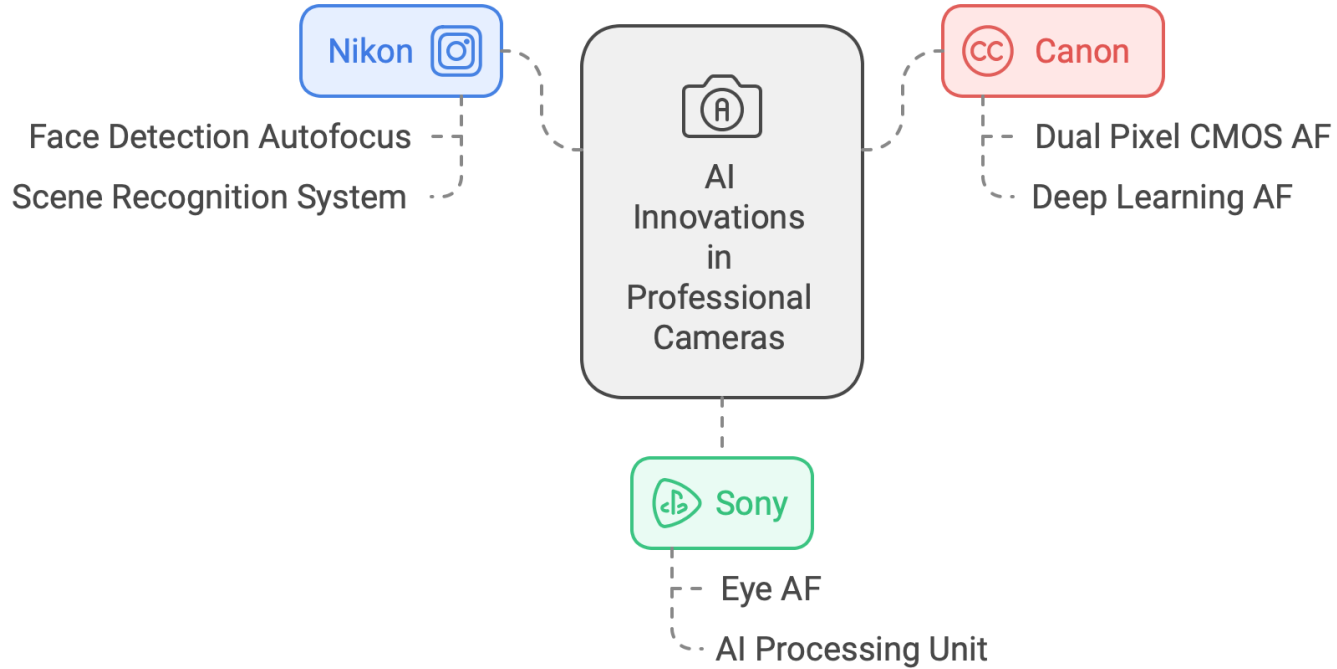 Nikon
Face Detection Autofocus
Scene Recognition System
A
AI
Innovations
in
Professional
Cameras
CC Canon
Dual Pixel CMOS AF
Deep Learning AF
Sony
Eye AF
AI Processing Unit